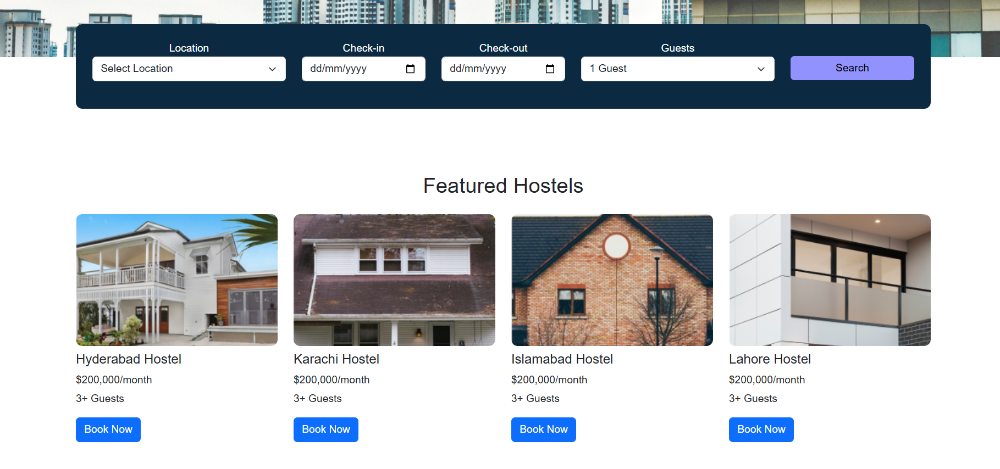 Location
Check-in
Check-out
Guests
Select Location
dd/mm/yyyy
dd/mm/yyyy
1 Guest
Search
Featured Hostels
Hyderabad Hostel
$200,000/month
3+ Guests
Book Now
Karachi Hostel
$200,000/month
3+ Guests
Book Now
Islamabad Hostel
$200,000/month
3+ Guests
Book Now
Lahore Hostel
$200,000/month
3+ Guests
Book Now